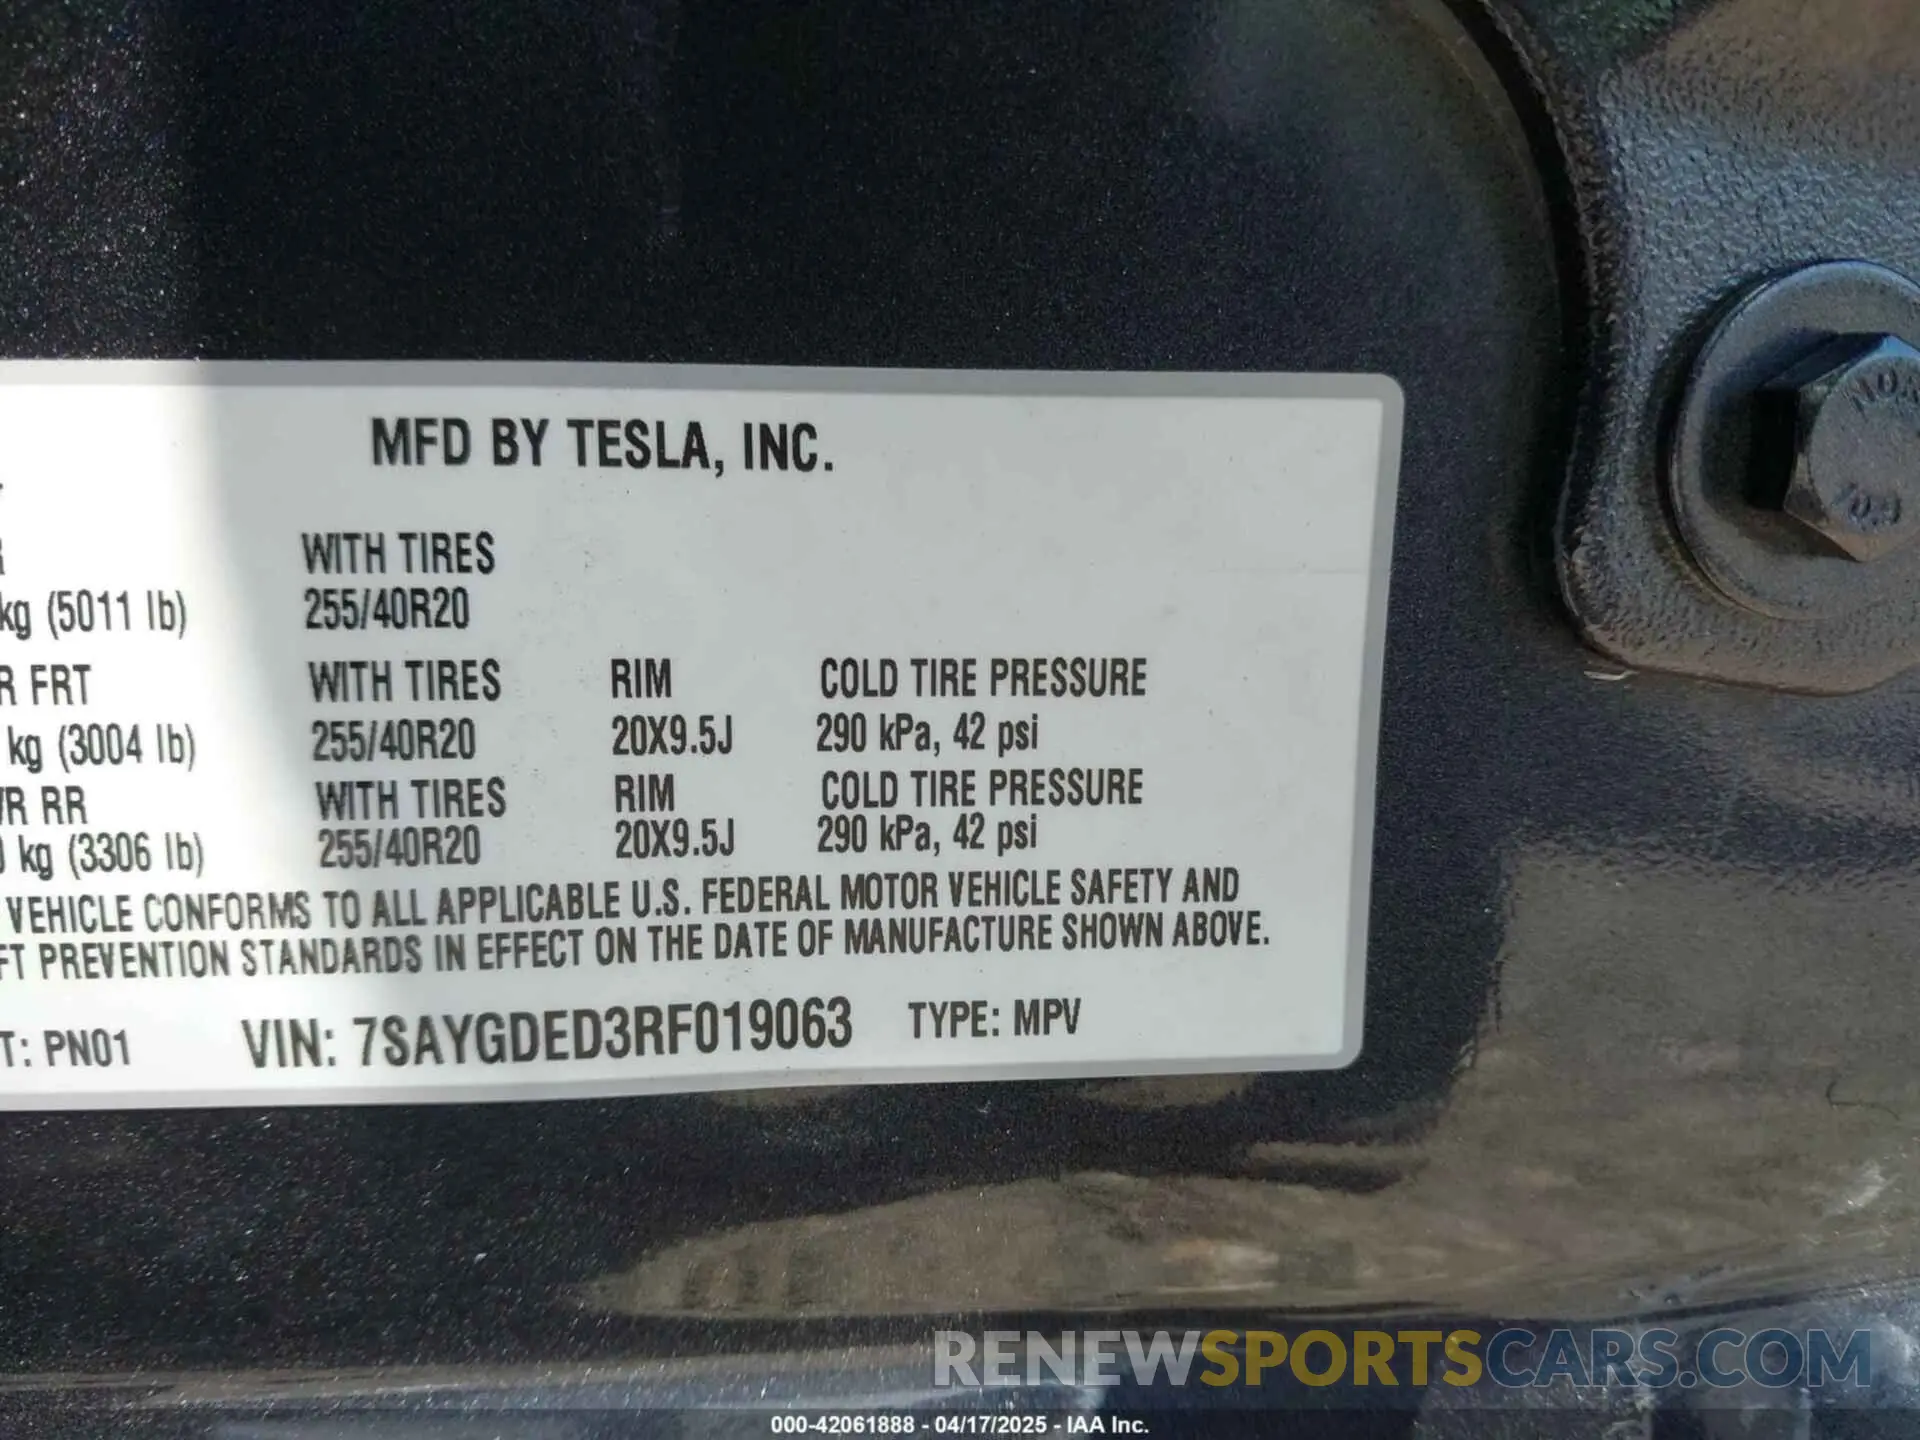 MFD BY TESLA, INC.
WITH TIRES
kg (5011 lb) 255/40R20
R FRT WITH TIRES RIM COLD TIRE PRESSURE
kg (3004 lb) 255/40R20 20X9.5J 290 kPa, 42 psi
R RR WITH TIRES RIM COLD TIRE PRESSURE
kg (3306 lb) 255/40R20 20X9.5J 290 kPa, 42 psi
VEHICLE CONFORMS TO ALL APPLICABLE U.S. FEDERAL MOTOR VEHICLE SAFETY AND
FT PREVENTION STANDARDS IN EFFECT ON THE DATE OF MANUFACTURE SHOWN ABOVE.
T: PN01 VIN: 7SAYGDED3RF019063 TYPE: MPV
10.9
RENEWSPORTSCARS.COM
000-42061888 - 04/17/2025 - IAA Inc.